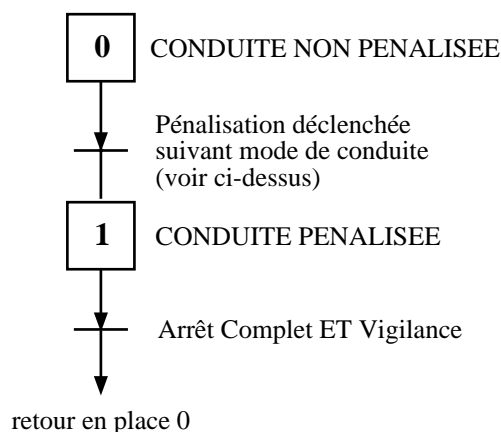 0 CONDUITE NON PENALISEE
Pénalisation déclenchée
suivant mode de conduite
(voir ci-dessus)
1 CONDUITE PENALISEE
Arrêt Complet ET Vigilance
retour en place 0